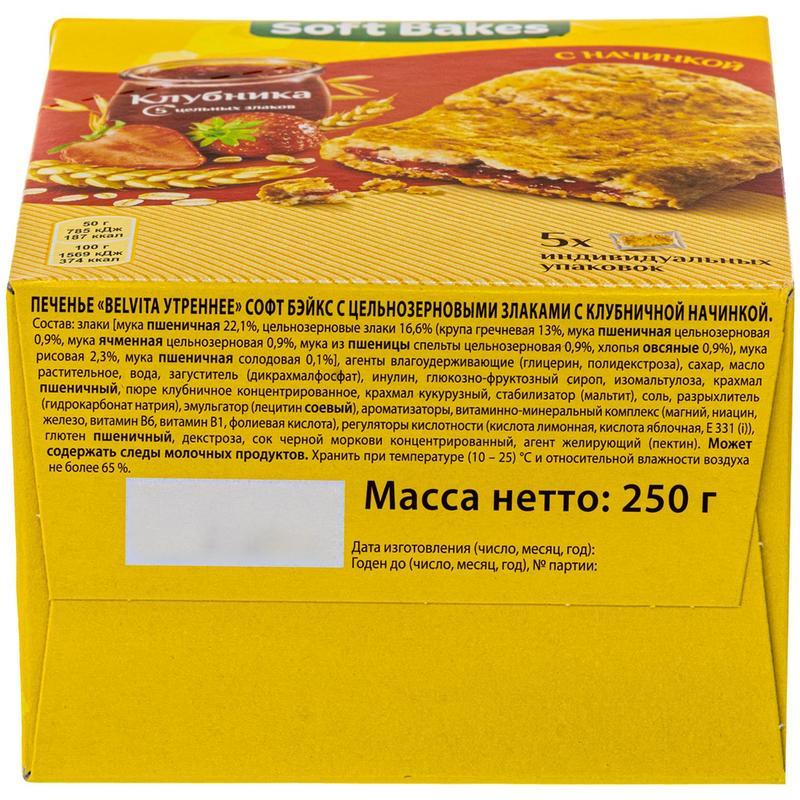 Soft Bakes
С НАЧИНКОЙ
Клубника
5 цельных злаков
50 г
785 кДж
187 ккал
100 г
1569 кДж
374 ккал
5х
индивидуальных
упаковок
ПЕЧЕНЬЕ «BELVITA УТРЕННЕЕ» СОФТ БЭЙКС С ЦЕЛЬНОЗЕРНОВЫМИ ЗЛАКАМИ С КЛУБНИЧНОЙ НАЧИНКОЙ.
Состав: злаки [мука пшеничная 22,1%, цельнозерновые злаки 16,6% (крупа гречневая 13%, мука пшеничная цельнозерновая
0,9%, мука ячменная цельнозерновая 0,9%, мука из пшеницы спельты цельнозерновая 0,9%, хлопья овсяные 0,9%), мука
рисовая 2,3%, мука пшеничная солодовая 0,1%], агенты влагоудерживающие (глицерин, полидекстроза), сахар, масло
растительное, вода, загуститель (дикрахмалфосфат), инулин, глюкозно-фруктозный сироп, изомальтулоза, крахмал
пшеничный, пюре клубничное концентрированное, крахмал кукурузный, стабилизатор (мальтит), соль, разрыхлитель
(гидрокарбонат натрия), эмульгатор (лецитин соевый), ароматизаторы, витаминно-минеральный комплекс (магний, ниацин,
железо, витамин В6, витамин В1, фолиевая кислота), регуляторы кислотности (кислота лимонная, кислота яблочная, Е 331 (i)),
глютен пшеничный, декстроза, сок черной моркови концентрированный, агент желирующий (пектин). Может
содержать следы молочных продуктов. Хранить при температуре (10 – 25) °С и относительной влажности воздуха
не более 65 %.
Масса нетто: 250 г
Дата изготовления (число, месяц, год):
Годен до (число, месяц, год), № партии: